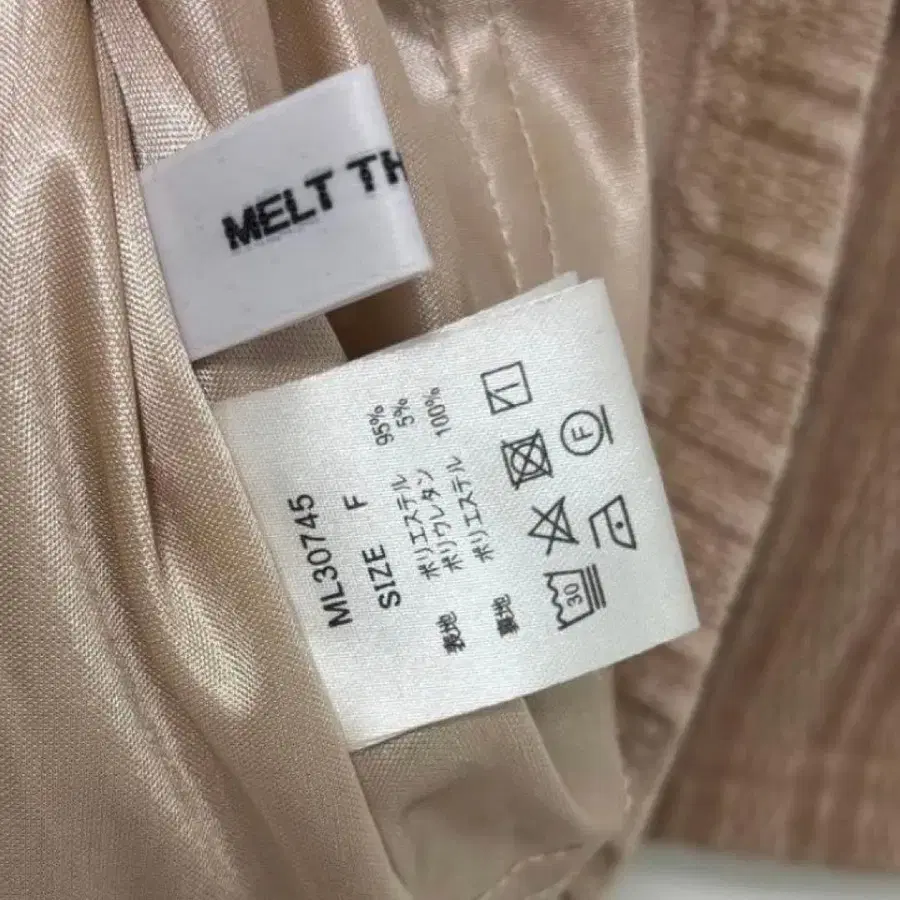 MELT TH
ML30745
SIZE F
表地 ポリエステル 95%
ポリウレタン 5%
裏地 ポリエステル 100%
30
F